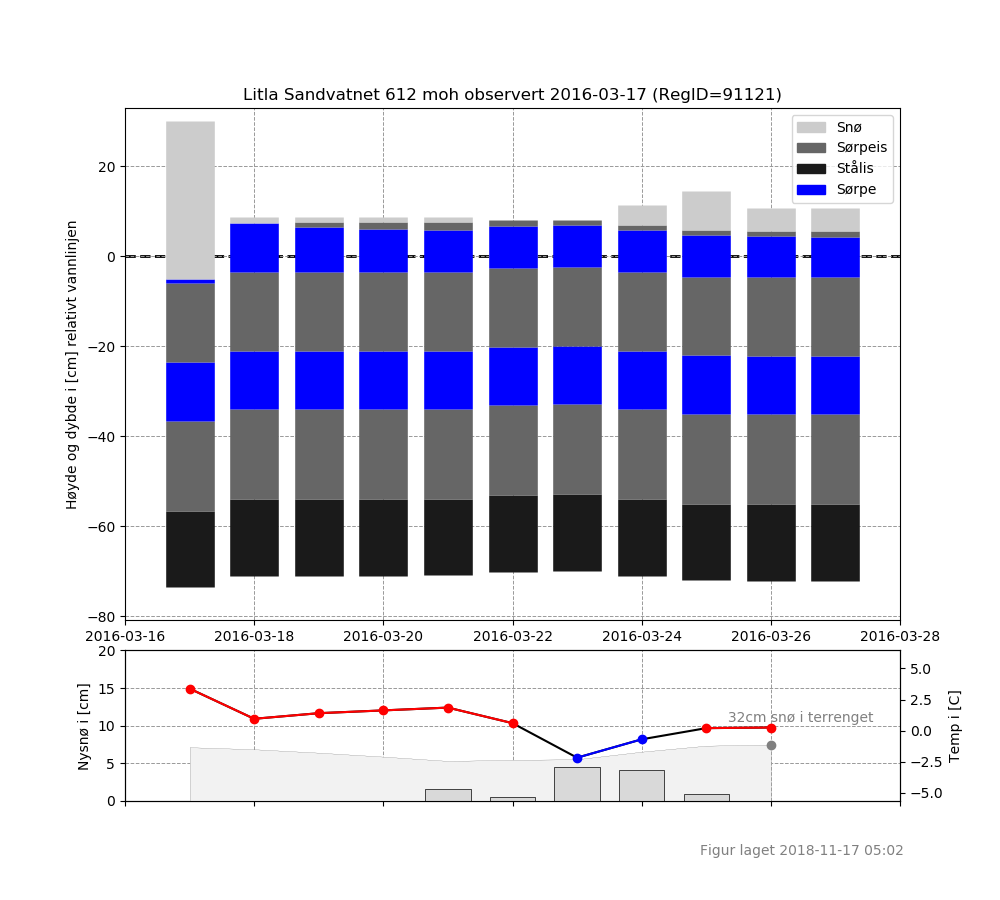 Litla Sandvatnet 612 moh observert 2016-03-17 (RegID=91121)
Snø
Sørpeis
Stålis
Sørpe
Høyde og dybde i [cm] relativt vannlinjen
20
0
−20
−40
−60
−80
2016-03-16 2016-03-18 2016-03-20 2016-03-22 2016-03-24 2016-03-26 2016-03-28
Nysnø i [cm]
20
15
10
5
0
32cm snø i terrenget
5.0
2.5
0.0
−2.5
−5.0
Temp i [C]
Figur laget 2018-11-17 05:02